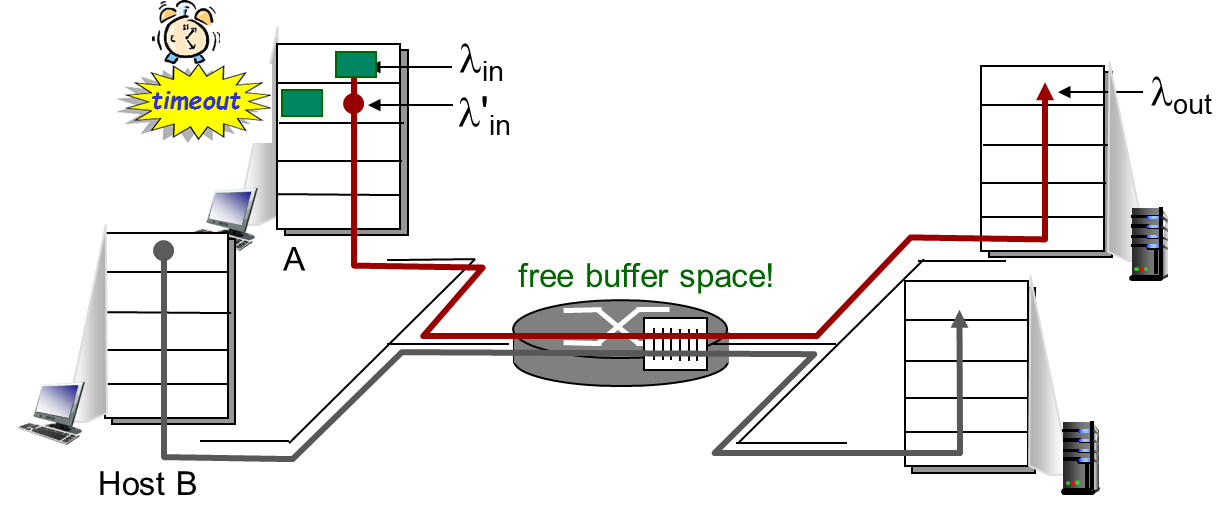 λin
timeout
λ'in
λout
A
free buffer space!
Host B